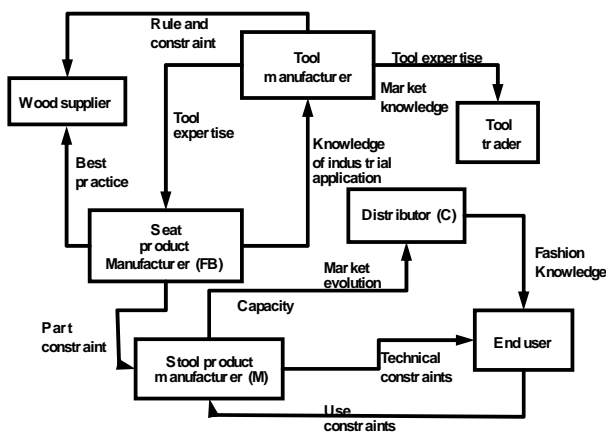 Rule and
constraint
Tool
manufacturer
Tool expertise
Market
knowledge
Wood supplier
Tool
expertise
Tool
trader
Best
practice
Knowledge
of industrial
application
Seat
product
Manufacturer (FB)
Distributor (C)
Market
evolution
Fashion
Knowledge
Capacity
Part
constraint
Stool product
manufacturer (M)
Technical
constraints
End user
Use
constraints